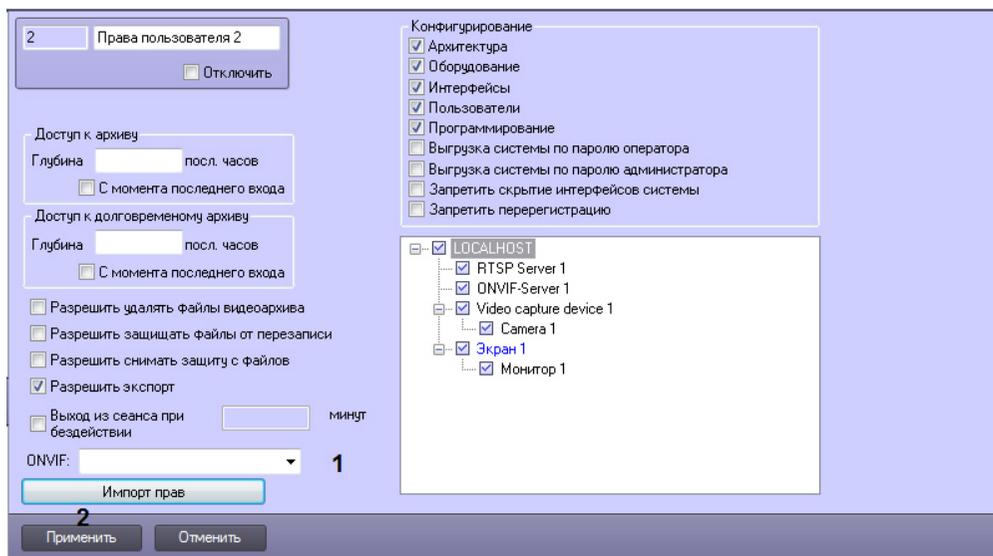 2 Права пользователя 2
Отключить
Доступ к архиву
Глубина посл. часов
С момента последнего входа
Доступ к долговременому архиву
Глубина посл. часов
С момента последнего входа
Разрешить удалять файлы видеоархива
Разрешить защищать файлы от перезаписи
Разрешить снимать защиту с файлов
Разрешить экспорт
Выход из сеанса при
бездействии
минут
ONVIF:
1
Импорт прав
2
Применить Отменить
Конфигурирование
Архитектура
Оборудование
Интерфейсы
Пользователи
Программирование
Выгрузка системы по паролю оператора
Выгрузка системы по паролю администратора
Запретить скрытие интерфейсов системы
Запретить перерегистрацию
LOCALHOST
RTSP Server 1
ONVIF-Server 1
Video capture device 1
Camera 1
Экран 1
Монитор 1